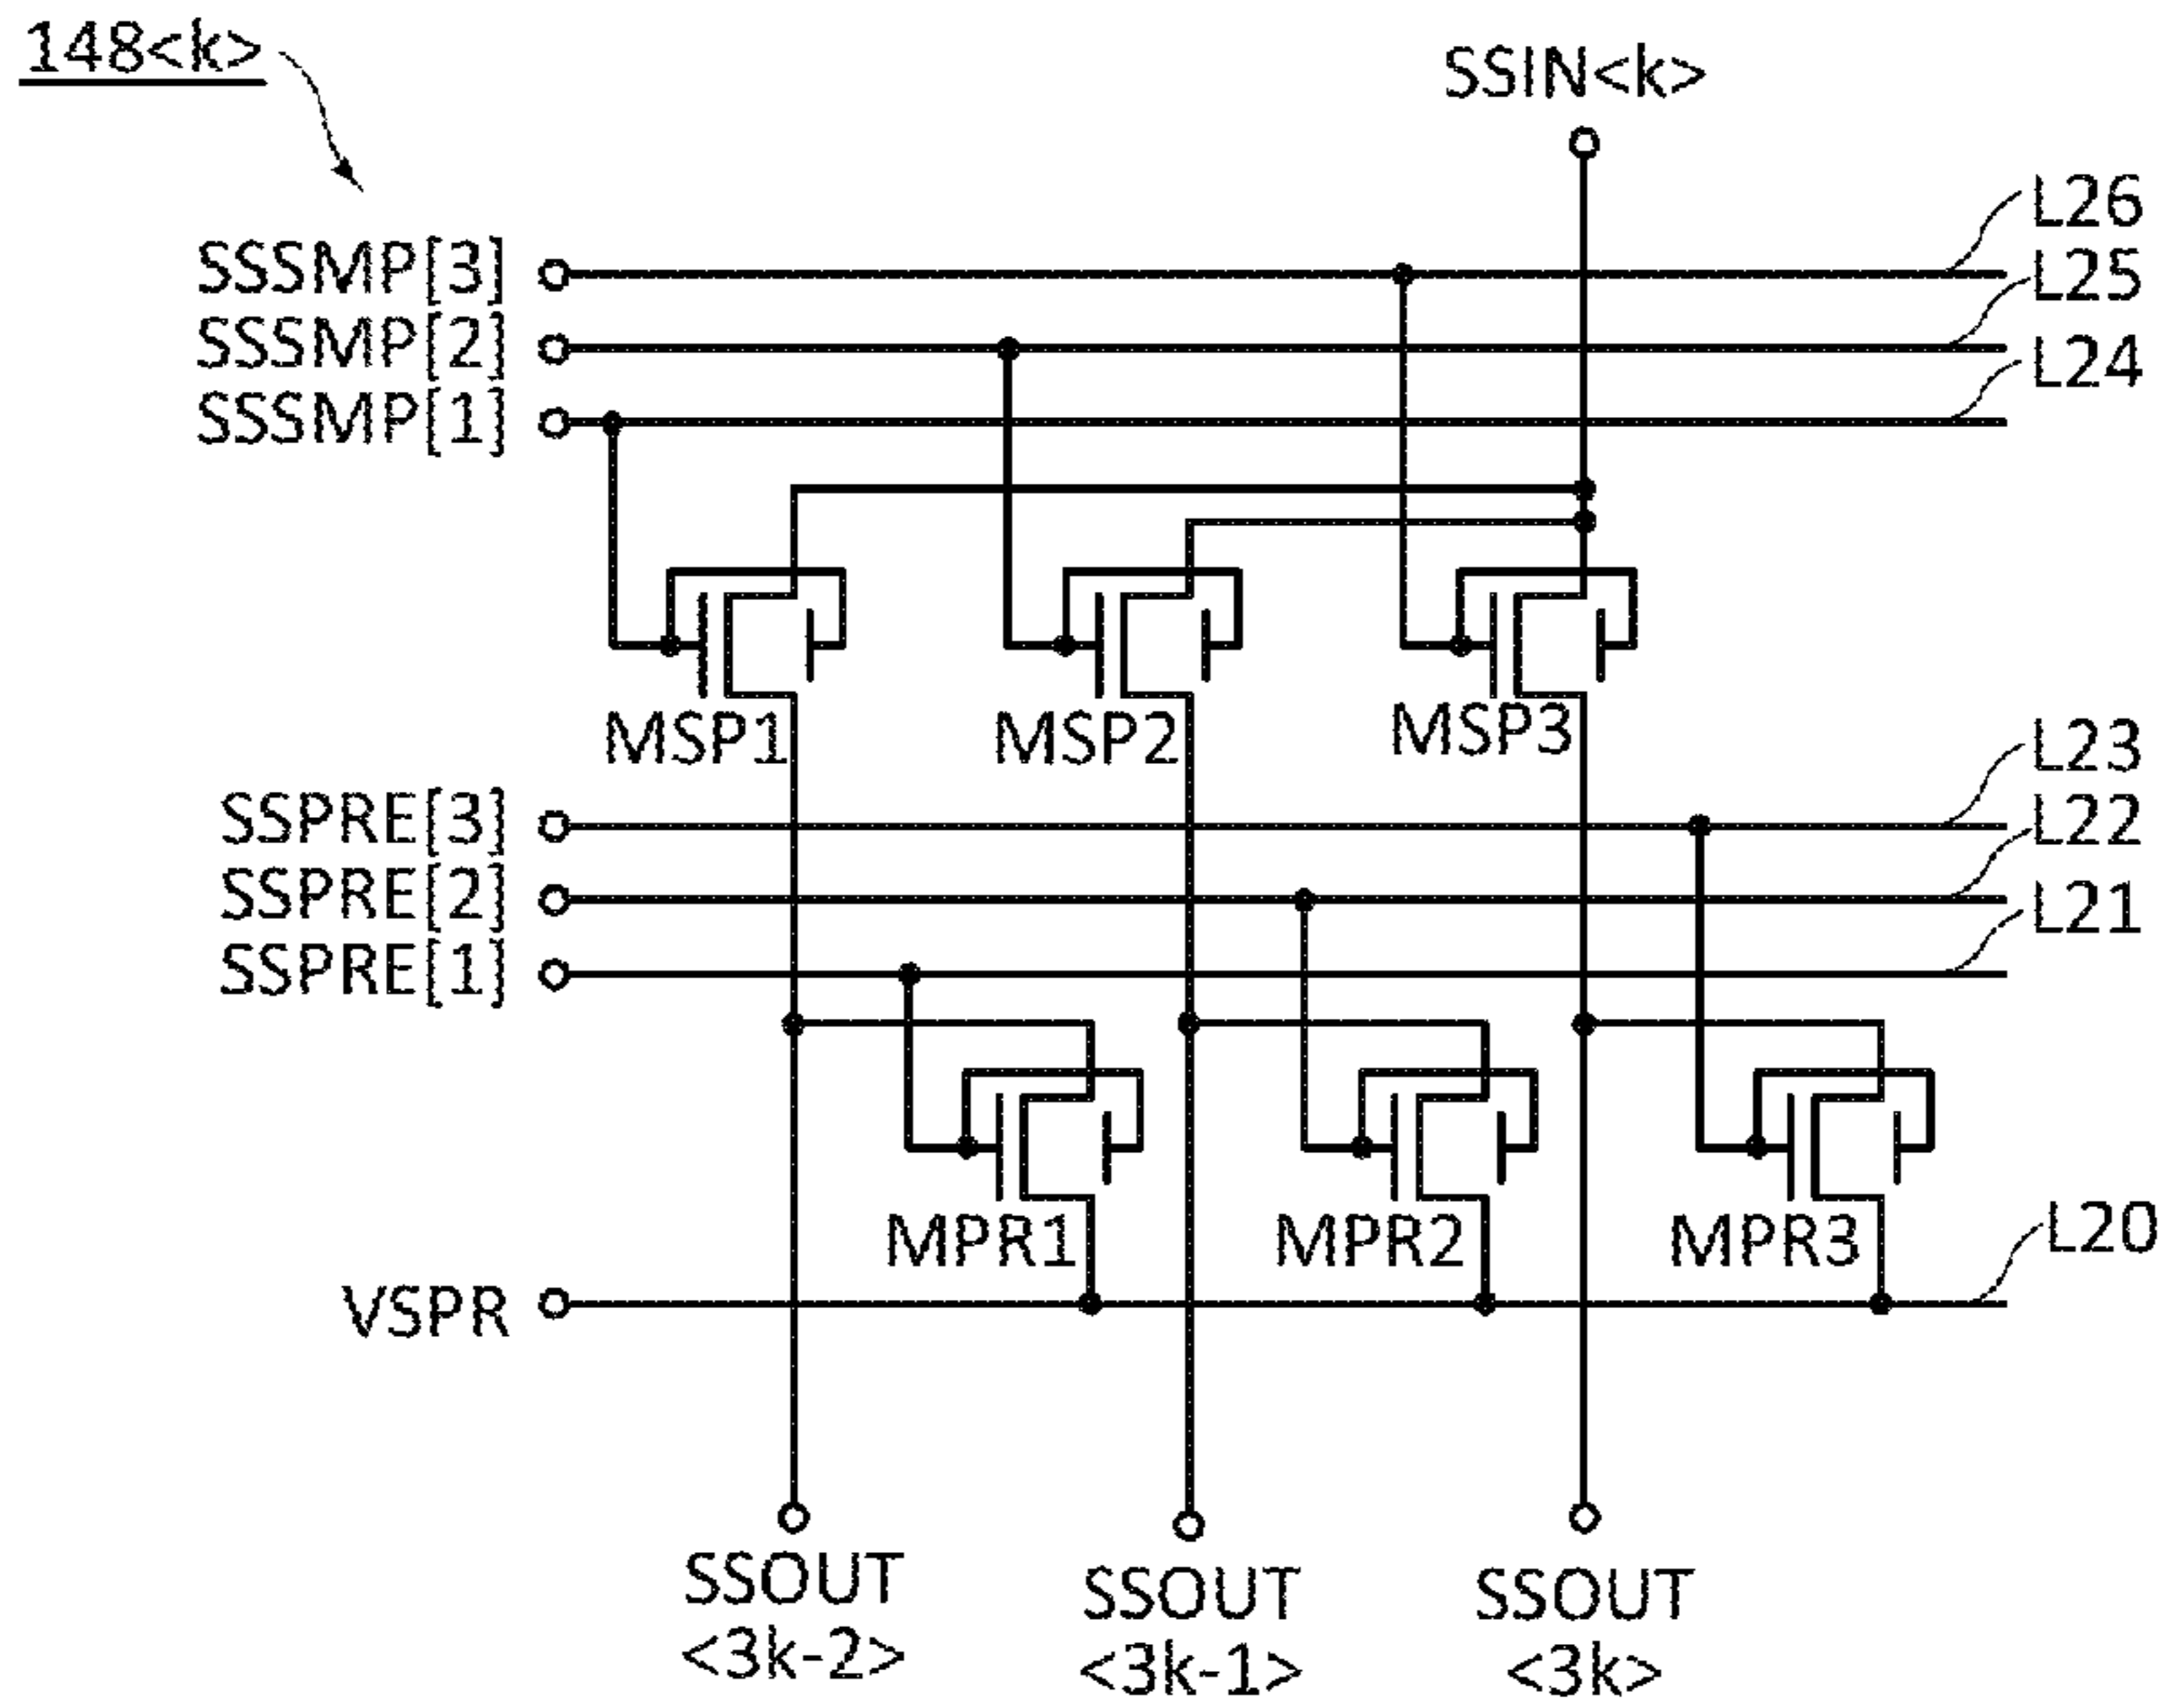 148<k>
SSIN<k>
L26
SSSMP[3]
L25
SSSMP[2]
L24
SSSMP[1]
MSP1
MSP2
MSP3
L23
SSPRE[3]
L22
SSPRE[2]
L21
SSPRE[1]
MPR1
MPR2
MPR3
L20
VSPR
SSOUT
<3k-2>
SSOUT
<3k-1>
SSOUT
<3k>